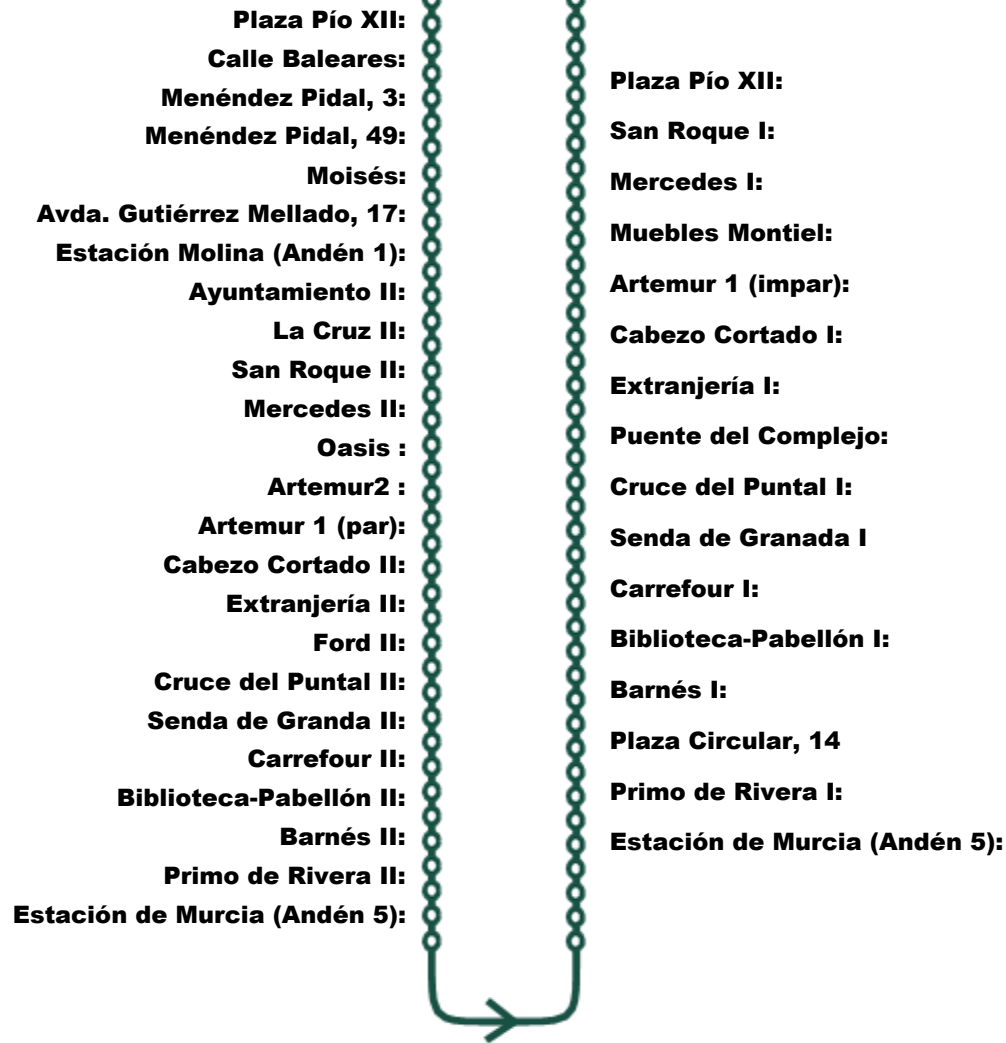 Plaza Pío XII:
Calle Baleares:
Menéndez Pidal, 3:
Menéndez Pidal, 49:
Moisés:
Avda. Gutiérrez Mellado, 17:
Estación Molina (Andén 1):
Ayuntamiento II:
La Cruz II:
San Roque II:
Mercedes II:
Oasis :
Artemur2 :
Artemur 1 (par):
Cabezo Cortado II:
Extranjería II:
Ford II:
Cruce del Puntal II:
Senda de Granda II:
Carrefour II:
Biblioteca-Pabellón II:
Barnés II:
Primo de Rivera II:
Estación de Murcia (Andén 5):
Plaza Pío XII:
San Roque I:
Mercedes I:
Muebles Montiel:
Artemur 1 (impar):
Cabezo Cortado I:
Extranjería I:
Puente del Complejo:
Cruce del Puntal I:
Senda de Granada I
Carrefour I:
Biblioteca-Pabellón I:
Barnés I:
Plaza Circular, 14
Primo de Rivera I:
Estación de Murcia (Andén 5):